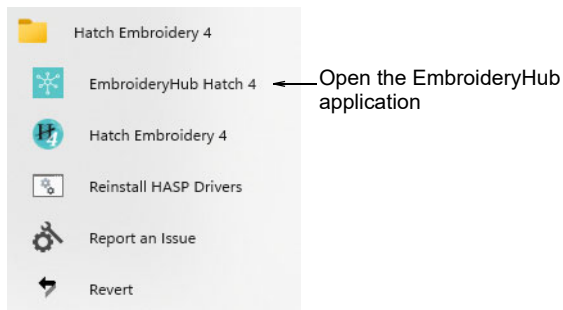 Hatch Embroidery 4
EmbroideryHub Hatch 4
Open the EmbroideryHub
application
Hatch Embroidery 4
Reinstall HASP Drivers
Report an Issue
Revert